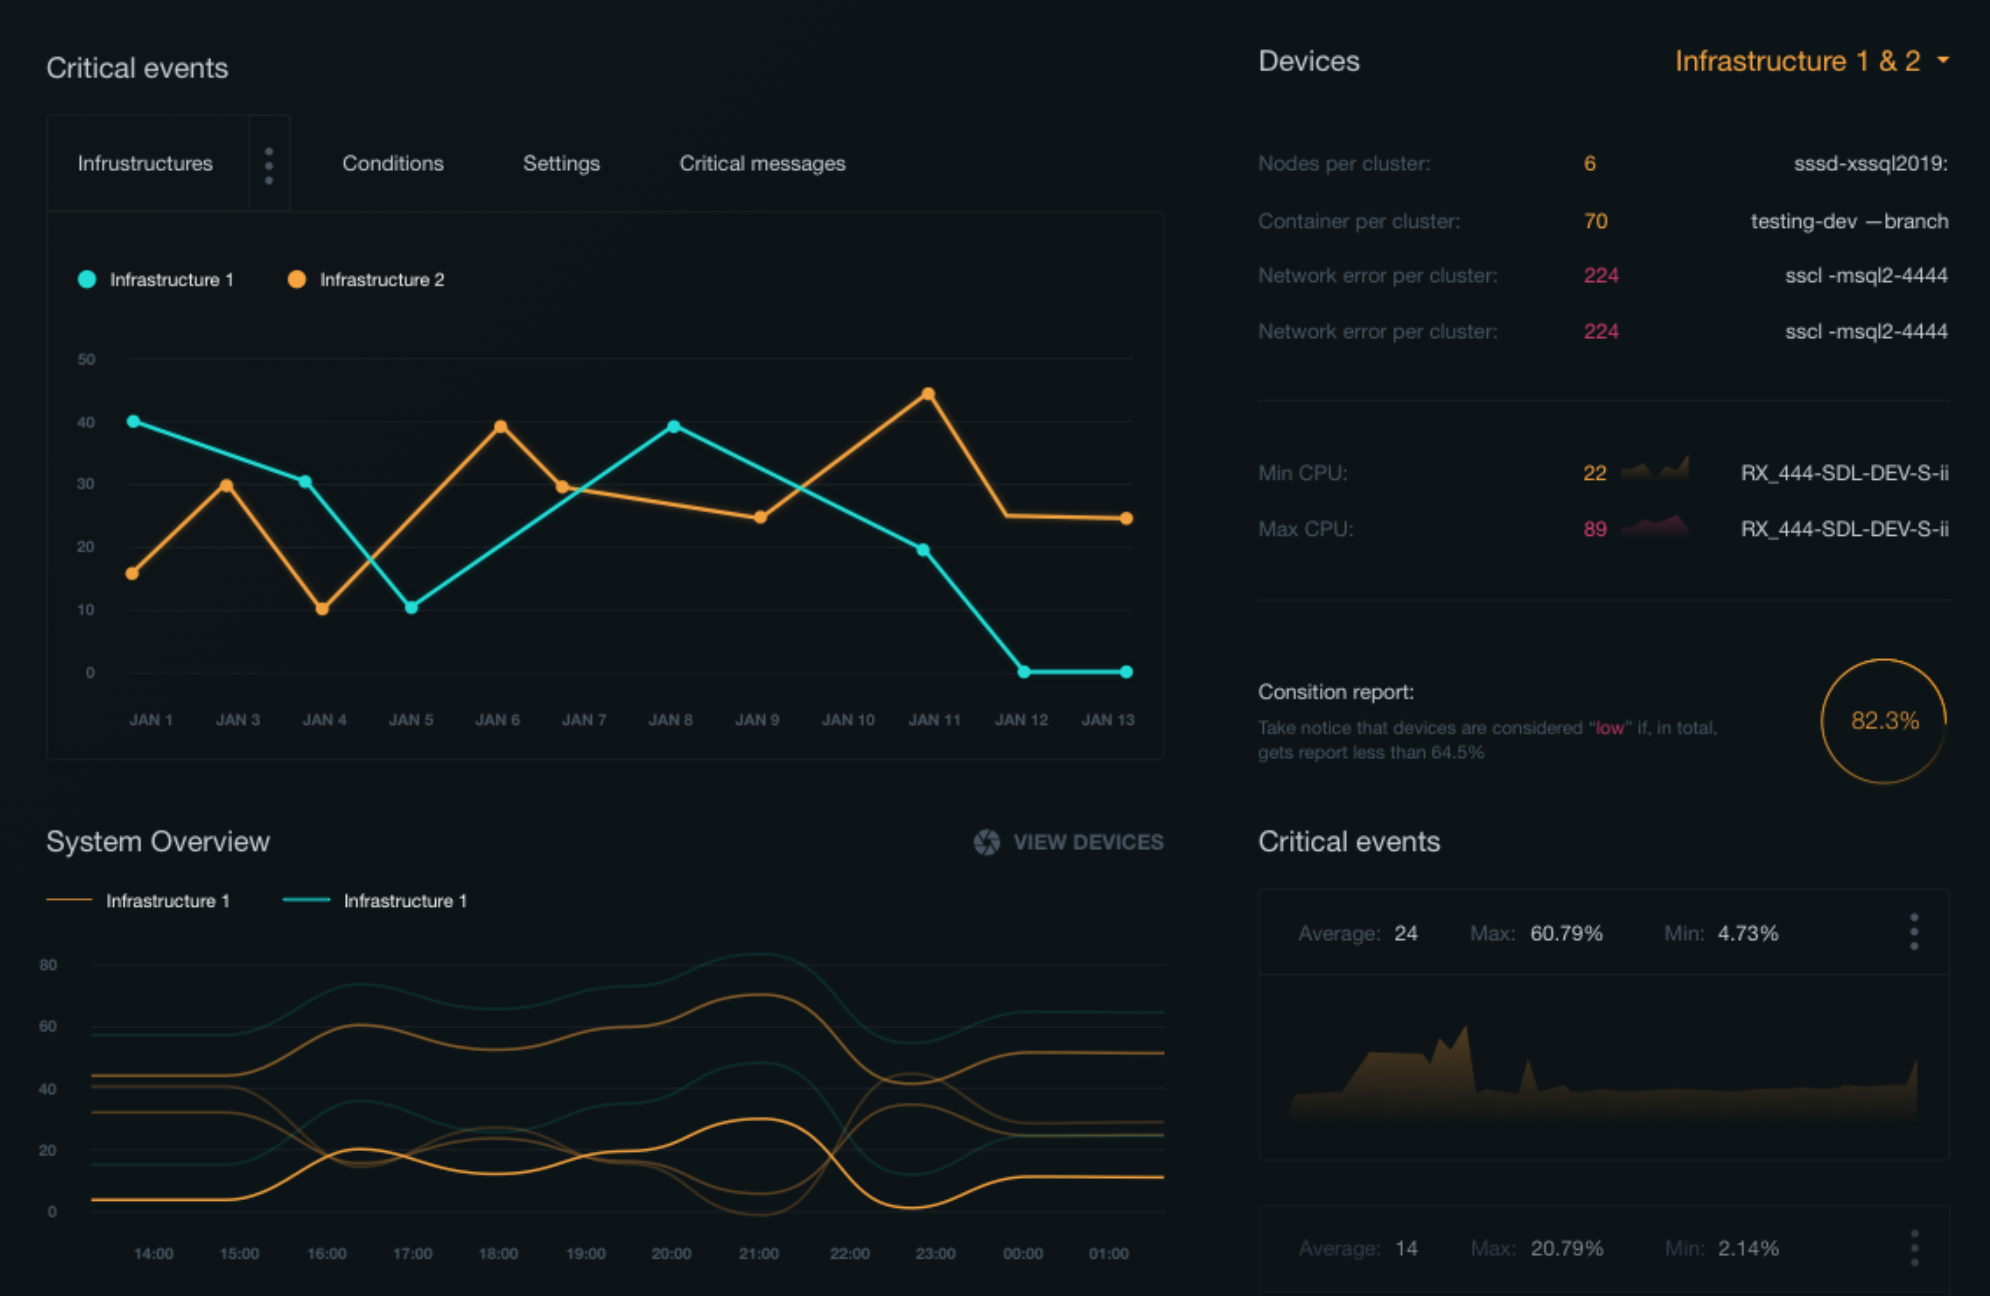 Critical events
Infrustructures
Conditions
Settings
Critical messages
Infrastructure 1
Infrastructure 2
50
40
30
20
10
0
JAN 1 JAN 3 JAN 4 JAN 5 JAN 6 JAN 7 JAN 8 JAN 9 JAN 10 JAN 11 JAN 12 JAN 13
Devices
Infrastructure 1 & 2
Nodes per cluster: 6 sssd-xssql2019:
Container per cluster: 70 testing-dev —branch
Network error per cluster: 224 sscl -msql2-4444
Network error per cluster: 224 sscl -msql2-4444
Min CPU: 22 RX_444-SDL-DEV-S-ii
Max CPU: 89 RX_444-SDL-DEV-S-ii
Consition report:
Take notice that devices are considered “low” if, in total,
gets report less than 64.5%
82.3%
System Overview
VIEW DEVICES
Infrastructure 1
Infrastructure 1
80
60
40
20
0
14:00 15:00 16:00 17:00 18:00 19:00 20:00 21:00 22:00 23:00 00:00 01:00
Critical events
Average: 24 Max: 60.79% Min: 4.73%
Average: 14 Max: 20.79% Min: 2.14%